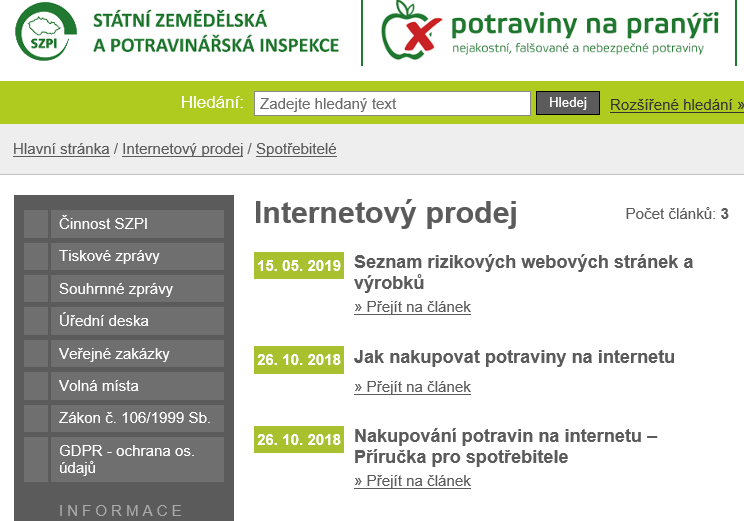 SZPI
STÁTNÍ ZEMĚDĚLSKÁ
A POTRAVINÁŘSKÁ INSPEKCE
potraviny na pranýři
nejakostní, falšované a nebezpečné potraviny
Hledání:
Zadejte hledaný text
Hledej
Rozšířené hledání »
Hlavní stránka / Internetový prodej / Spotřebitelé
Činnost SZPI
Tiskové zprávy
Souhrnné zprávy
Úřední deska
Veřejné zakázky
Volná místa
Zákon č. 106/1999 Sb.
GDPR - ochrana os.
údajů
INFORMACE
Internetový prodej
Počet článků: 3
15. 05. 2019
Seznam rizikových webových stránek a
výrobků
» Přejít na článek
26. 10. 2018
Jak nakupovat potraviny na internetu
» Přejít na článek
26. 10. 2018
Nakupování potravin na internetu –
Příručka pro spotřebitele
» Přejít na článek